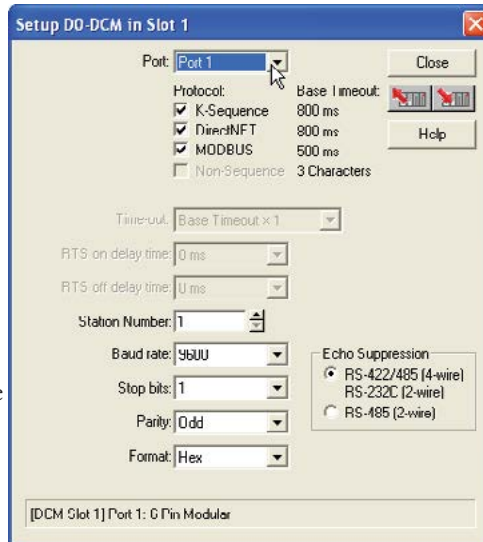 Setup D0-DCM in Slot 1
Port: Port 1
Close
Protocol: Base Timeout:
K-Sequence 800 ms
DirectNET 800 ms
MODBUS 500 ms
Non-Sequence 3 Characters
Help
Time-out: Base Timeout × 1
RTS on delay time: 0 ms
RTS off delay time: 0 ms
Station Number: 1
Baud rate: 9600
Stop bits: 1
Parity: Odd
Format: Hex
Echo Suppression
RS-422/485 (4-wire)
RS-232C (2-wire)
RS-485 (2-wire)
e
[DCM Slot 1] Port 1: 6 Pin Modular